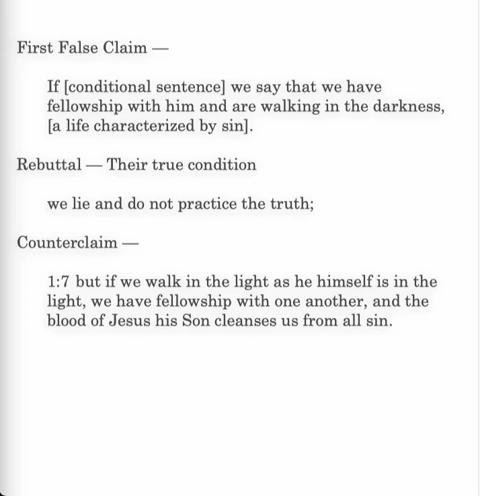 First False Claim —
If [conditional sentence] we say that we have
fellowship with him and are walking in the darkness,
[a life characterized by sin].
Rebuttal — Their true condition
we lie and do not practice the truth;
Counterclaim —
1:7 but if we walk in the light as he himself is in the
light, we have fellowship with one another, and the
blood of Jesus his Son cleanses us from all sin.